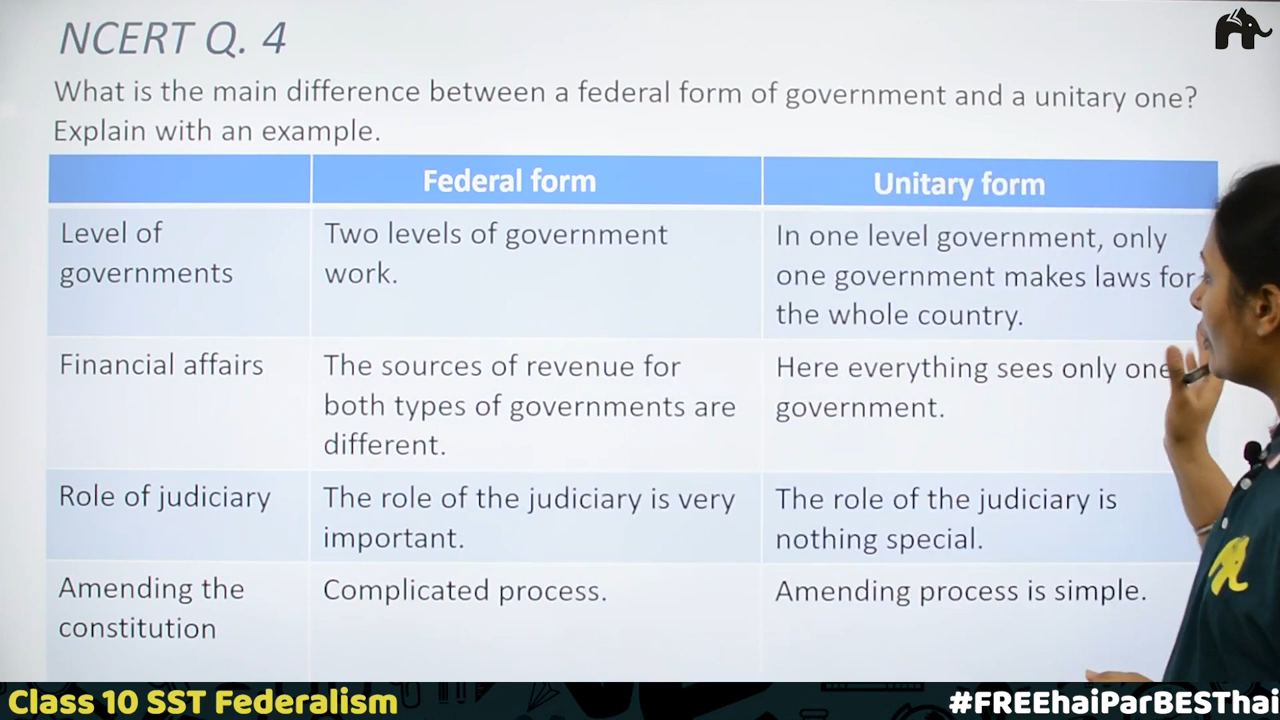 NCERT Q. 4
What is the main difference between a federal form of government and a unitary one?
Explain with an example.
Federal form
Unitary form
Level of
governments
Two levels of government
work.
In one level government, only
one government makes laws for
the whole country.
Financial affairs
The sources of revenue for
both types of governments are
different.
Here everything sees only one
government.
Role of judiciary
The role of the judiciary is very
important.
The role of the judiciary is
nothing special.
Amending the
constitution
Complicated process.
Amending process is simple.
Class 10 SST Federalism
#FREEhaiParBESThai